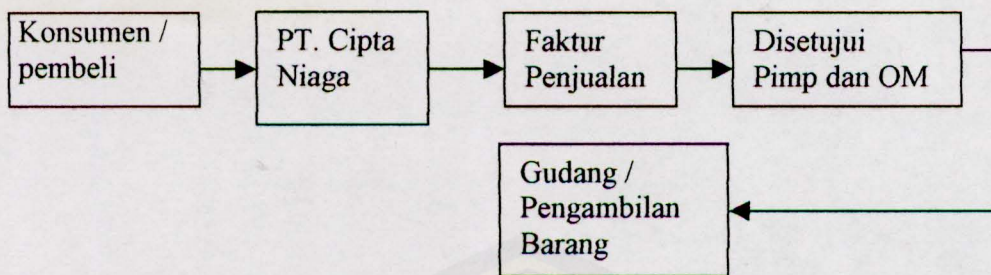 Konsumen /
pembeli
PT. Cipta
Niaga
Faktur
Penjualan
Disetujui
Pimp dan OM
Gudang /
Pengambilan
Barang